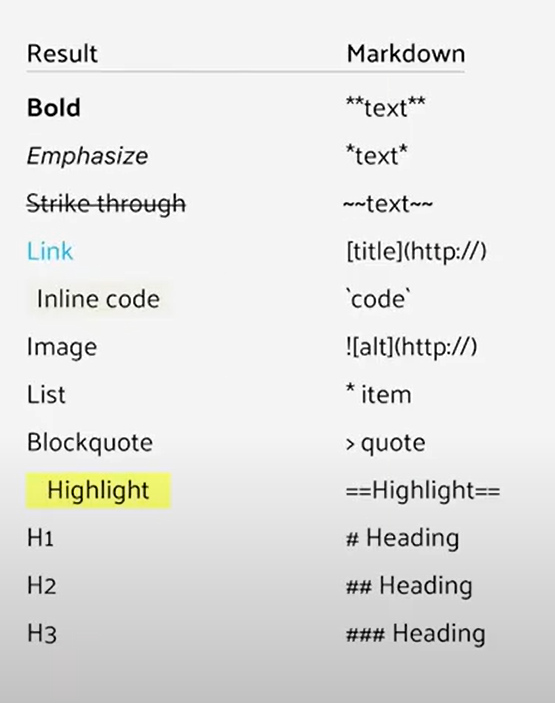 Result Markdown
Bold **text**
Emphasize *text*
Strike through ~~text~~
Link [title](http://)
Inline code `code`
Image ![alt](http://)
List * item
Blockquote > quote
Highlight ==Highlight==
H1 # Heading
H2 ## Heading
H3 ### Heading